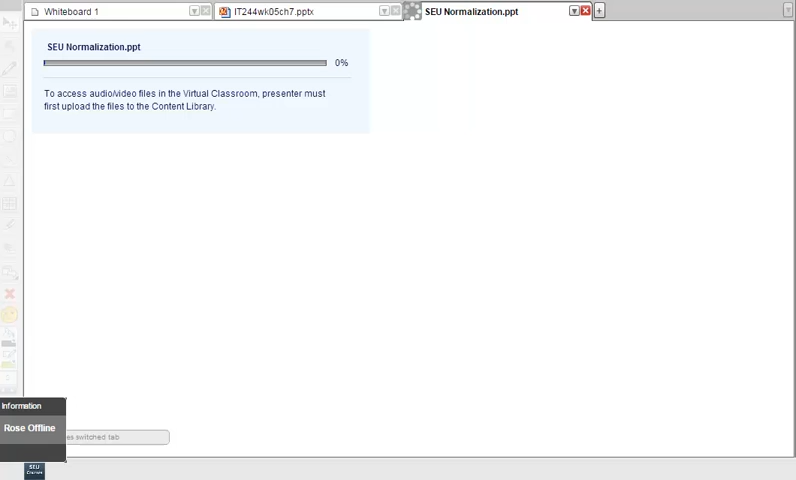 Whiteboard 1
IT244wk05ch7.pptx
SEU Normalization.ppt
SEU Normalization.ppt
0%
To access audio/video files in the Virtual Classroom, presenter must
first upload the files to the Content Library.
Information
Rose Offline
as switched tab
SEU